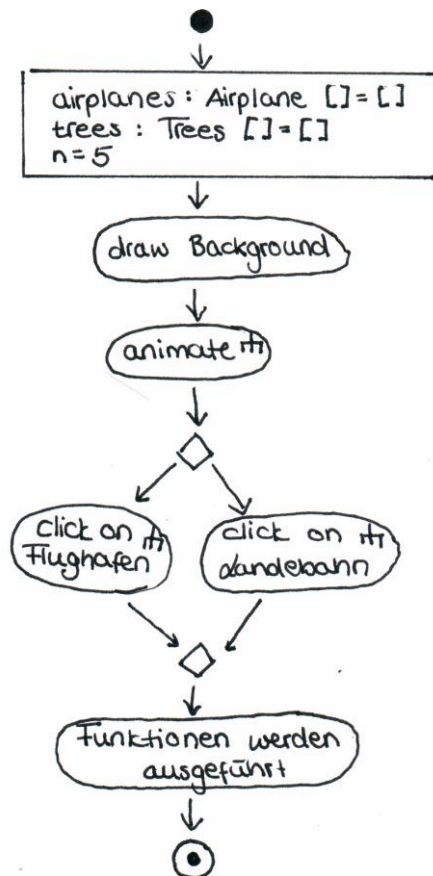 airplanes : Airplane [] = []
trees : Trees [] = []
n = 5
draw Background
animate
click on
Flughafen
click on
Landebahn
Funktionen werden
ausgeführt